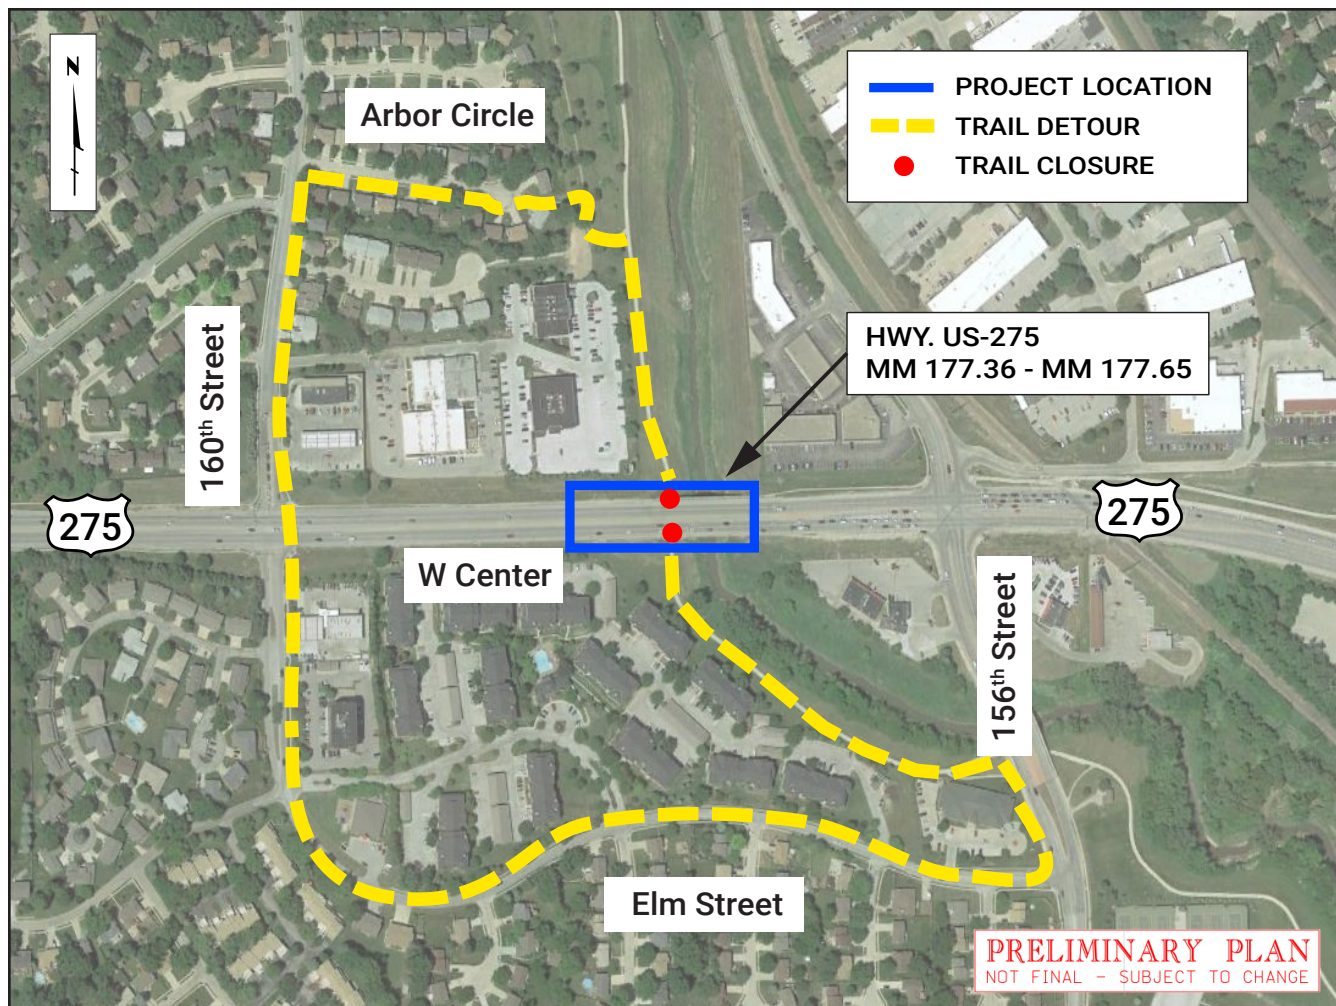 N
Arbor Circle
PROJECT LOCATION
TRAIL DETOUR
TRAIL CLOSURE
HWY. US-275
MM 177.36 - MM 177.65
160th Street
275
275
W Center
156th Street
Elm Street
PRELIMINARY PLAN
NOT FINAL - SUBJECT TO CHANGE